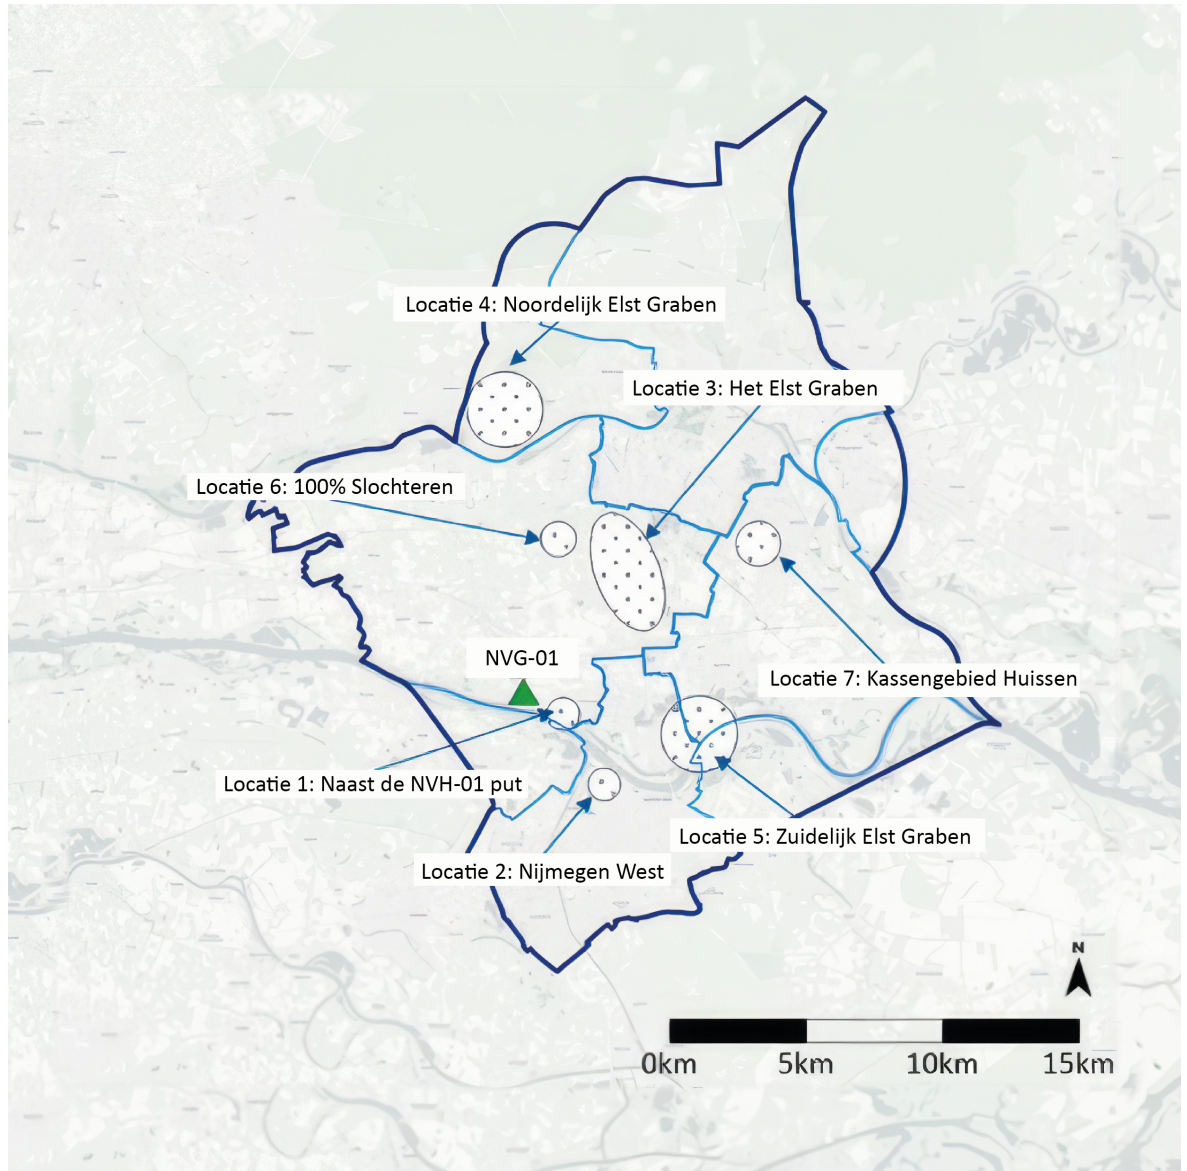 Locatie 4: Noordelijk Elst Graben
Locatie 3: Het Elst Graben
Locatie 6: 100% Slochteren
NVG-01
Locatie 7: Kassengebied Huissen
Locatie 1: Naast de NVH-01 put
Locatie 5: Zuidelijk Elst Graben
Locatie 2: Nijmegen West
N
0km 5km 10km 15km